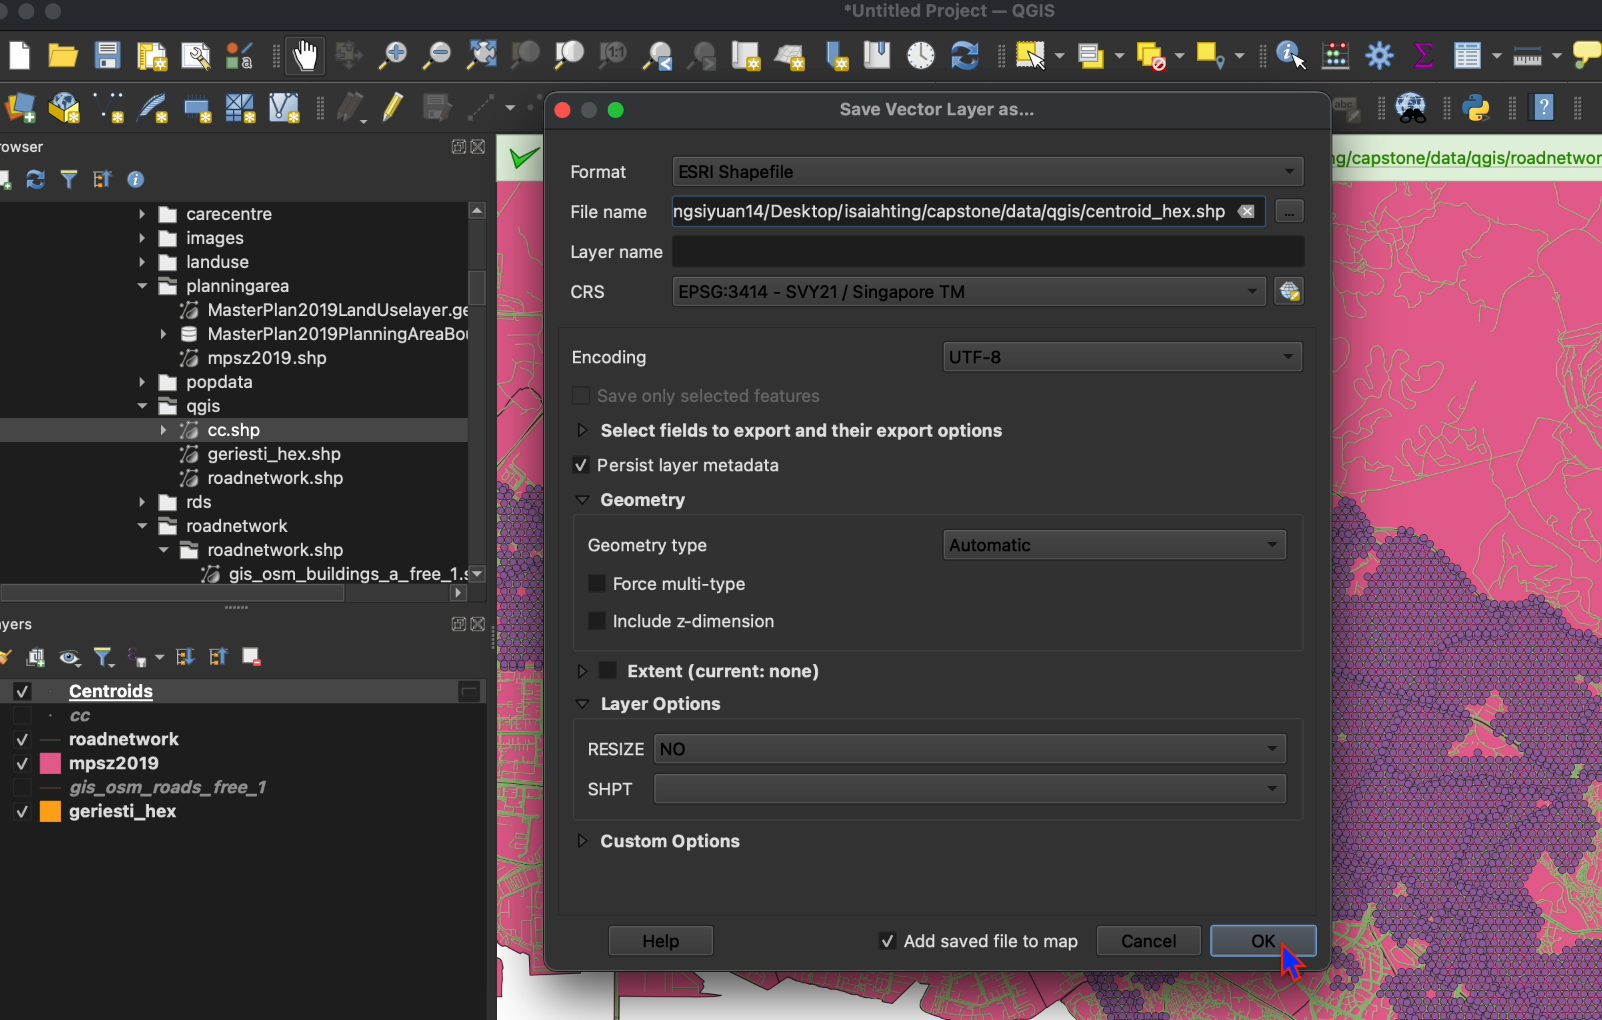 *Untitled Project — QGIS
Save Vector Layer as...
ng/capstone/data/qgis/roadnetwor
rowser
carecentre
images
landuse
planningarea
MasterPlan2019LandUselayer.ge
MasterPlan2019PlanningAreaBou
mpsz2019.shp
popdata
qgis
cc.shp
geriesti_hex.shp
roadnetwork.shp
rds
roadnetwork
roadnetwork.shp
gis_osm_buildings_a_free_1.s
yers
Centroids
cc
roadnetwork
mpsz2019
gis_osm_roads_free_1
geriesti_hex
Format ESRI Shapefile
File name ngsiyuan14/Desktop/isaiahting/capstone/data/qgis/centroid_hex.shp ...
Layer name
CRS EPSG:3414 - SVY21 / Singapore TM
Encoding UTF-8
Save only selected features
Select fields to export and their export options
Persist layer metadata
Geometry
Geometry type Automatic
Force multi-type
Include z-dimension
Extent (current: none)
Layer Options
RESIZE NO
SHPT
Custom Options
Help Add saved file to map Cancel OK